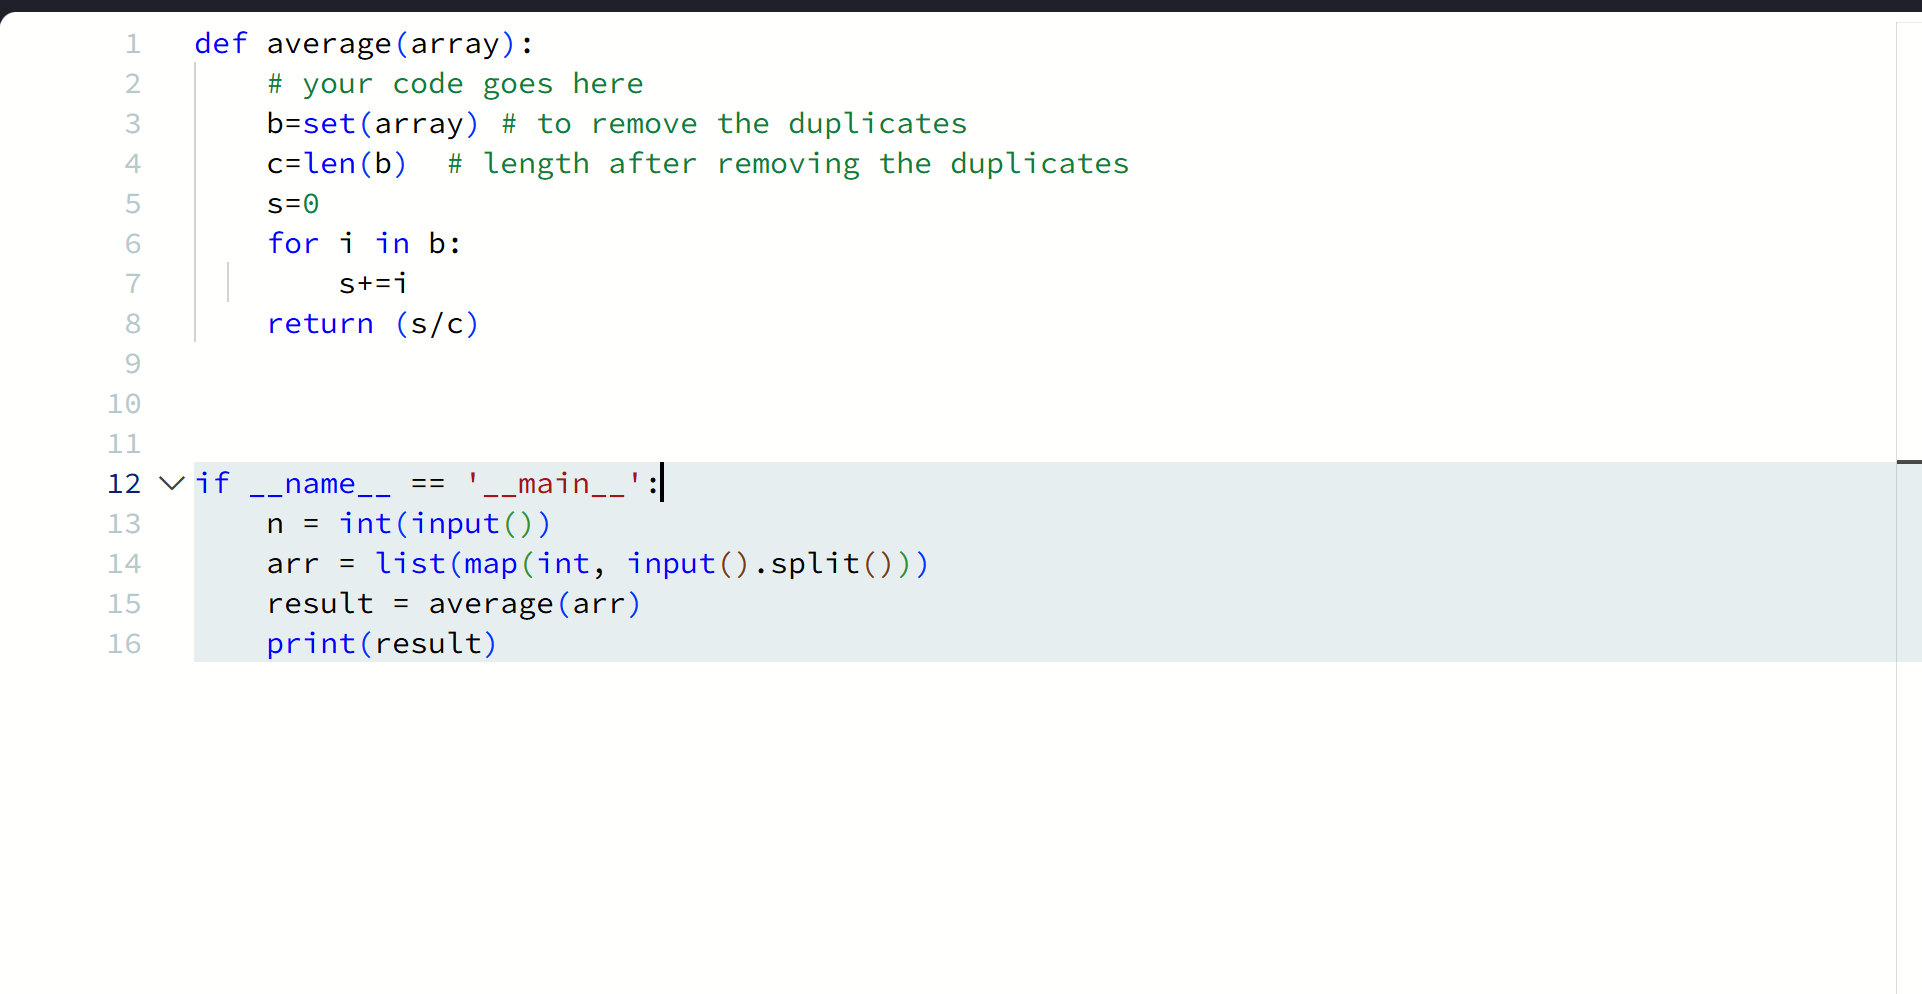 1 def average(array):
2     # your code goes here
3     b=set(array) # to remove the duplicates
4     c=len(b)  # length after removing the duplicates
5     s=0
6     for i in b:
7         s+=i
8     return (s/c)
9
10
11
12 if __name__ == '__main__':
13     n = int(input())
14     arr = list(map(int, input().split()))
15     result = average(arr)
16     print(result)